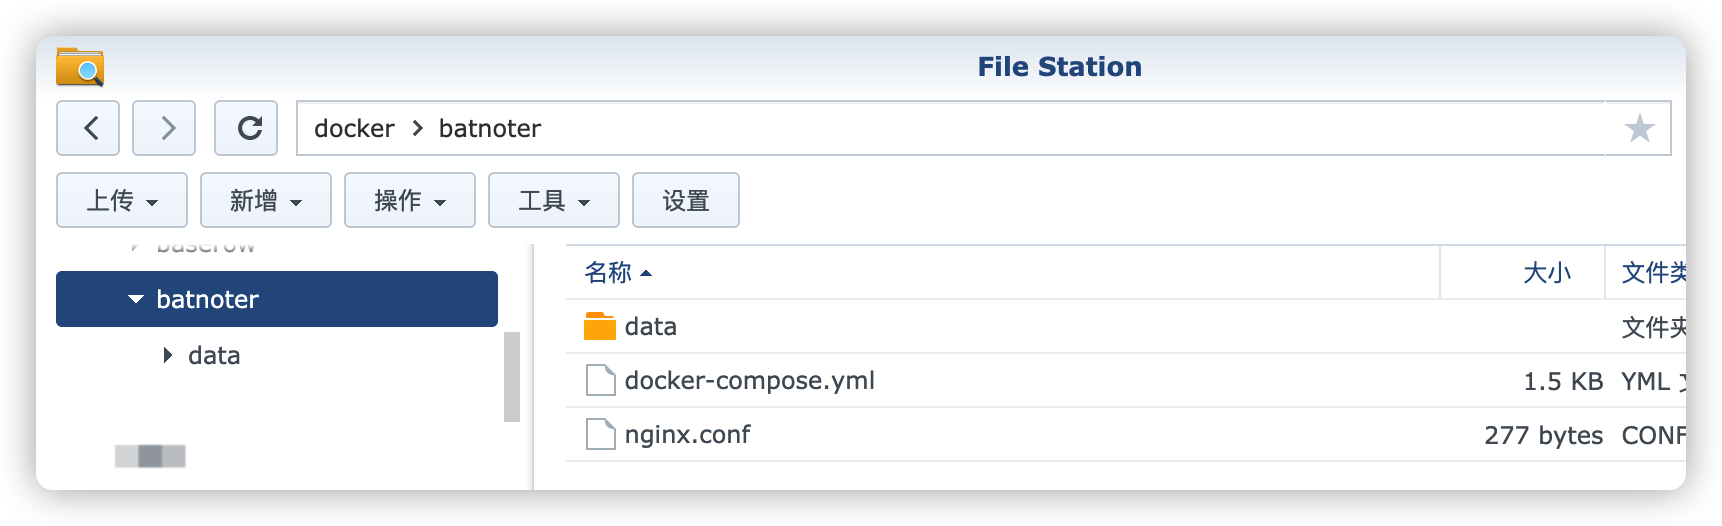 File Station
docker > batnoter
上传 新增 操作 工具 设置
baserow
batnoter
data
名称 大小 文件类
data 文件夹
docker-compose.yml 1.5 KB YML
nginx.conf 277 bytes CONF